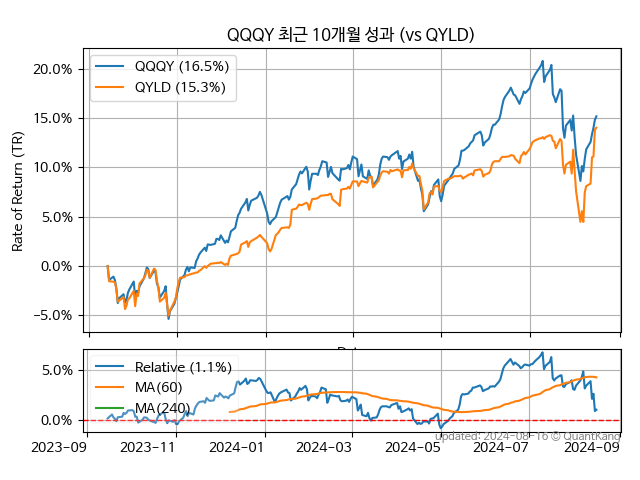 QQQY 최근 10개월 성과 (vs QYLD)
QQQY (16.5%)
QYLD (15.3%)
20.0%
15.0%
10.0%
5.0%
0.0%
−5.0%
Rate of Return (TR)
Relative (1.1%)
MA(60)
MA(240)
5.0%
0.0%
2023-09 2023-11 2024-01 2024-03 2024-05 2024-07 2024-09
updated: 2024-08-16 © QuantKang